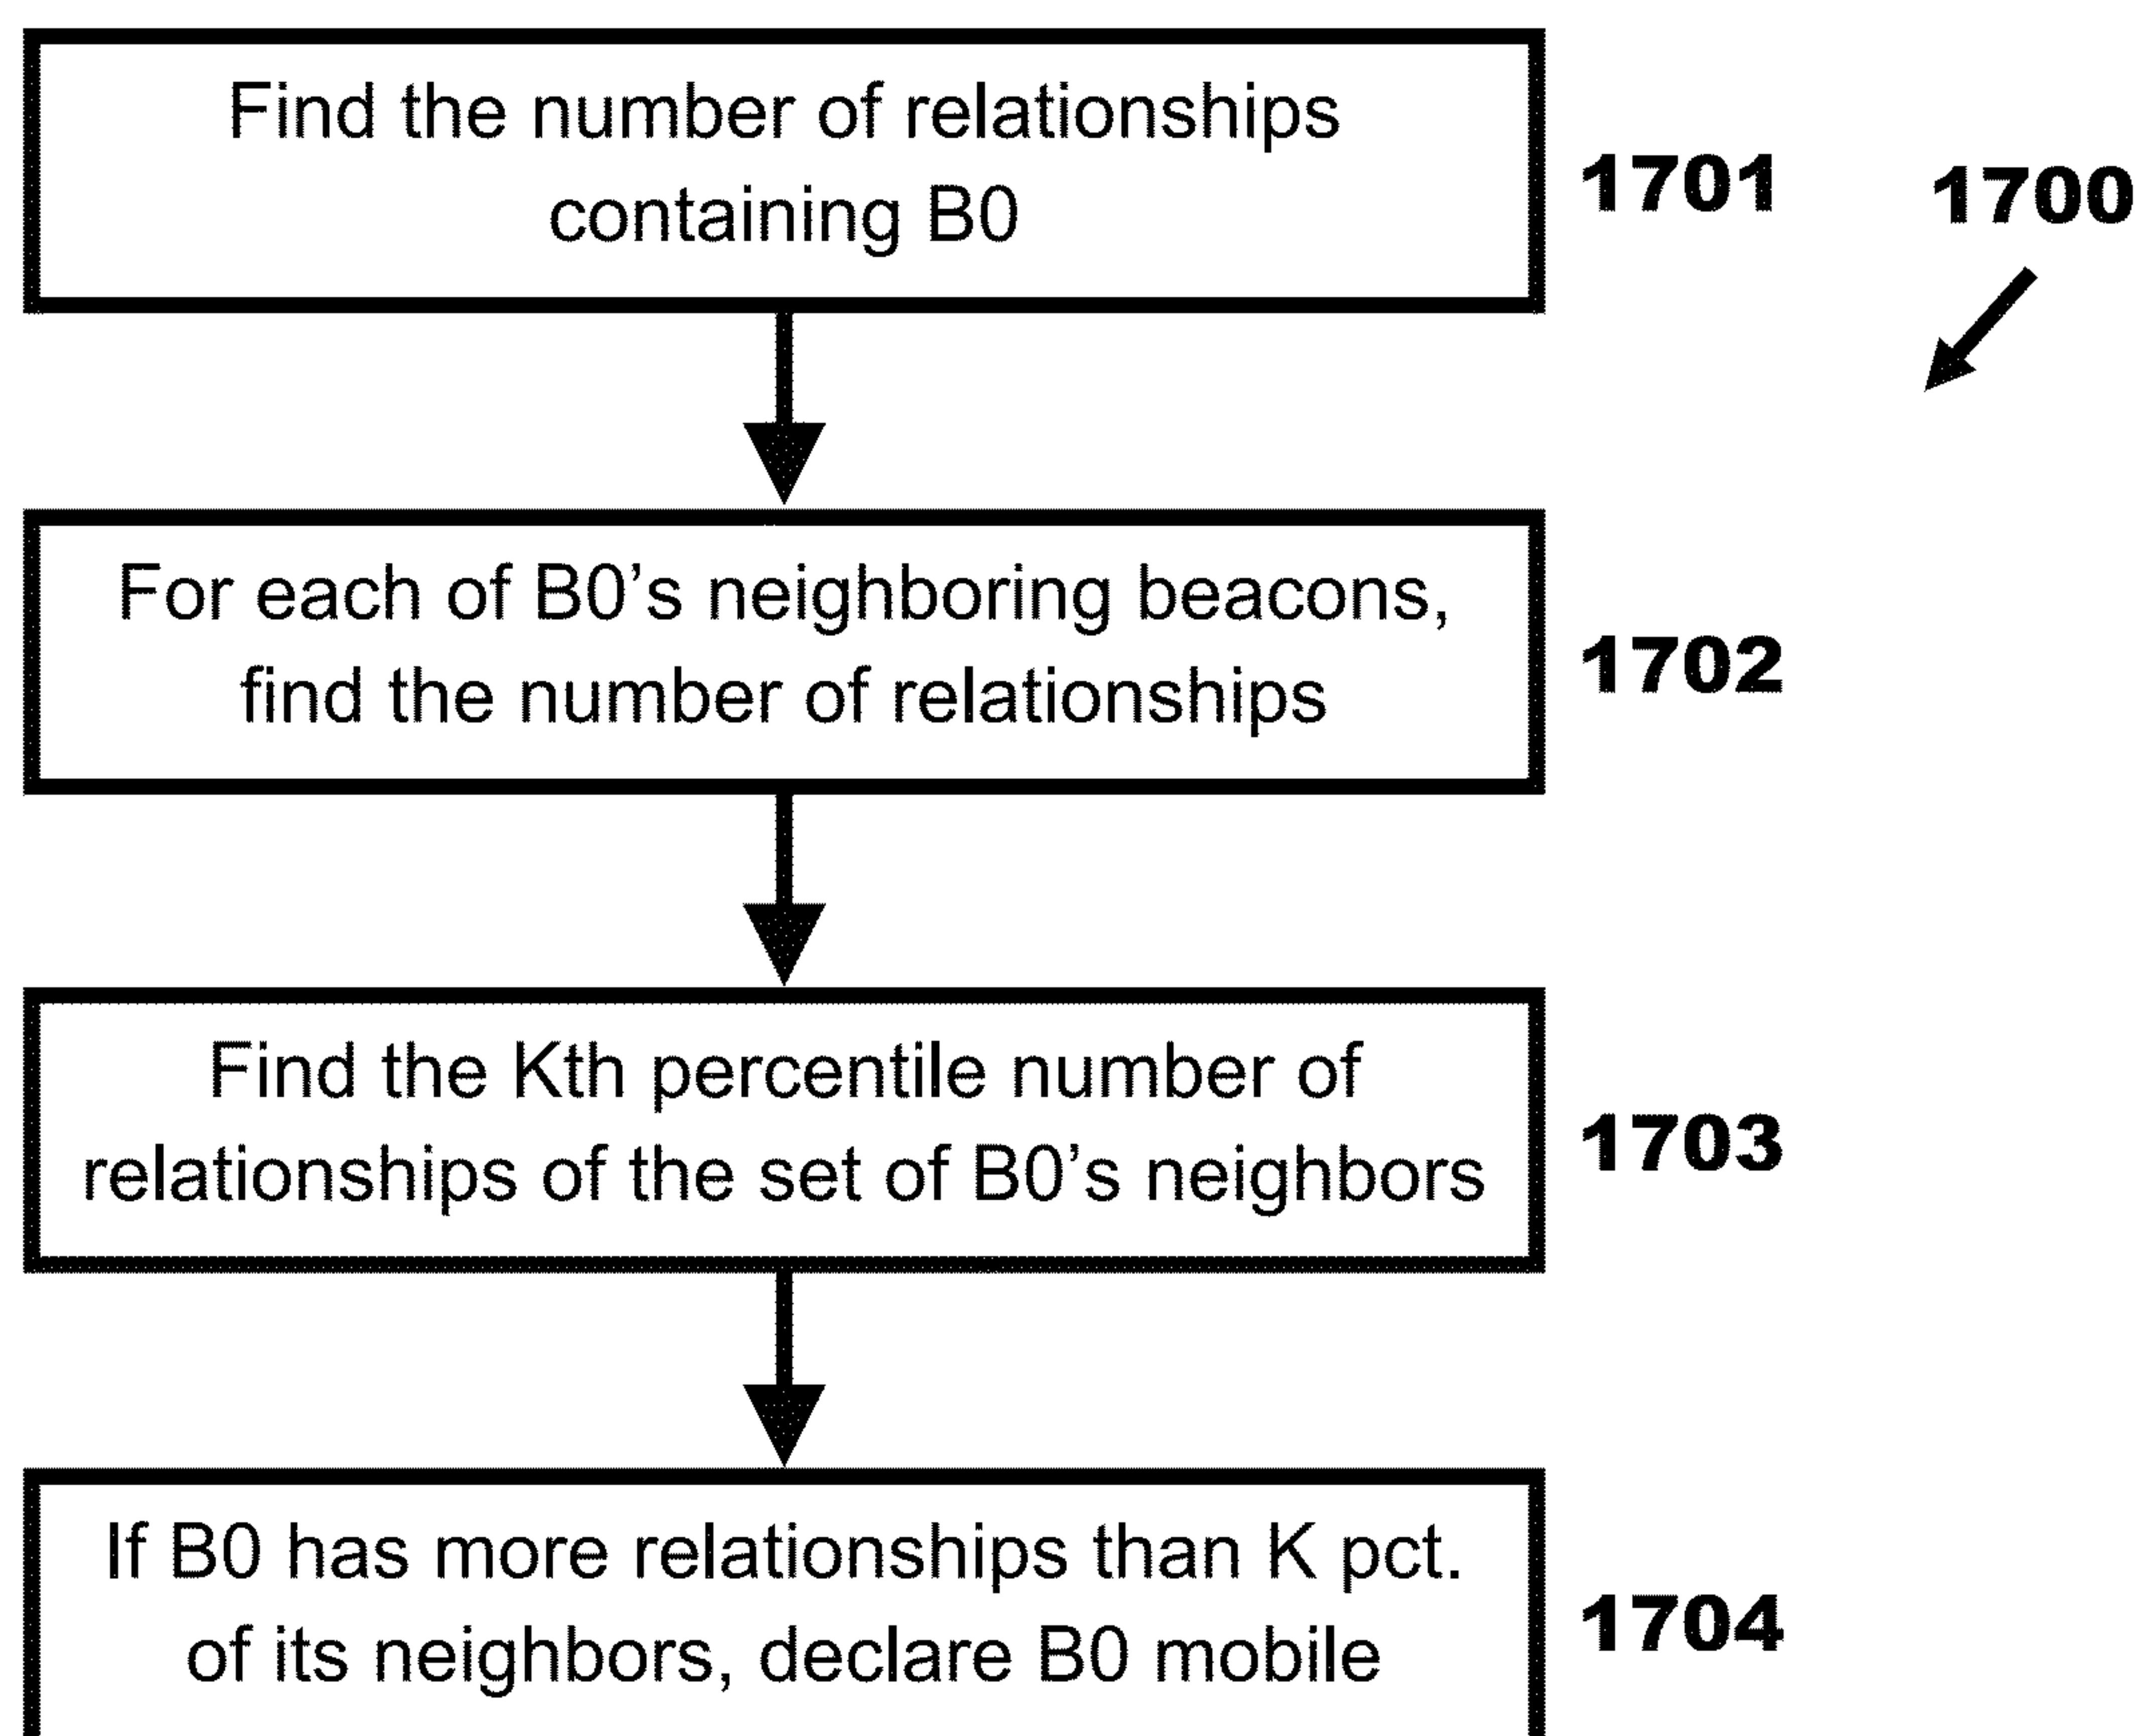 Find the number of relationships
containing B0
1701
1700
For each of B0’s neighboring beacons,
find the number of relationships
1702
Find the Kth percentile number of
relationships of the set of B0’s neighbors
1703
If B0 has more relationships than K pct.
of its neighbors, declare B0 mobile
1704